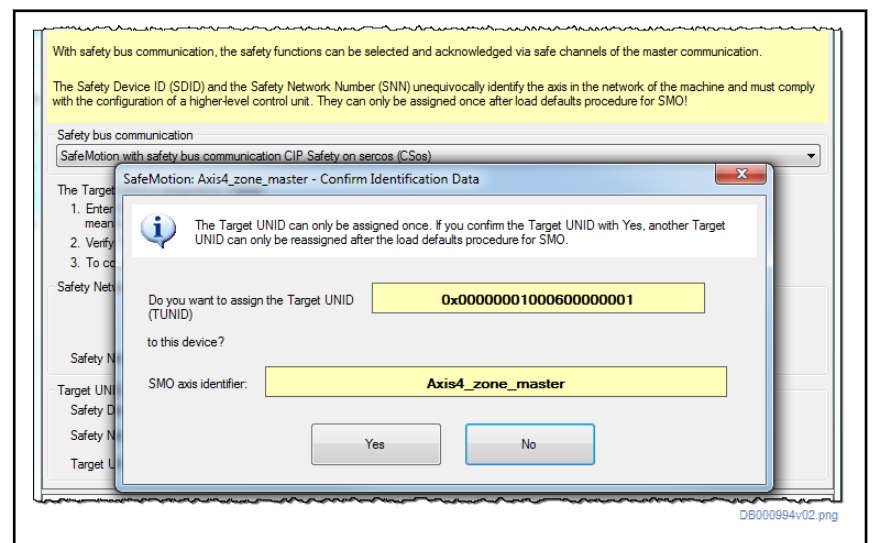 With safety bus communication, the safety functions can be selected and acknowledged via safe channels of the master communication.
The Safety Device ID (SDID) and the Safety Network Number (SNN) unequivocally identify the axis in the network of the machine and must comply
with the configuration of a higher-level control unit. They can only be assigned once after load defaults procedure for SMO!
Safety bus communication
SafeMotion with safety bus communication CIP Safety on sercos (CSos)
SafeMotion: Axis4_zone_master - Confirm Identification Data
The Target
1. Enter
mean
2. Verify
3. To co
The Target UNID can only be assigned once. If you confirm the Target UNID with Yes, another Target
UNID can only be reassigned after the load defaults procedure for SMO.
Safety Netw
Do you want to assign the Target UNID
(TUNID)
0x00000001000600000001
to this device?
Safety N
SMO axis identifier:
Axis4_zone_master
Target UNI
Safety D
Safety N
Target U
Yes
No
DB000994v02.png